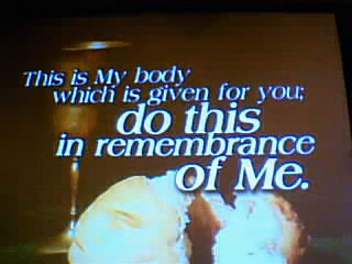 This is My body
which is given for you;
do this
in remembrance
of Me.